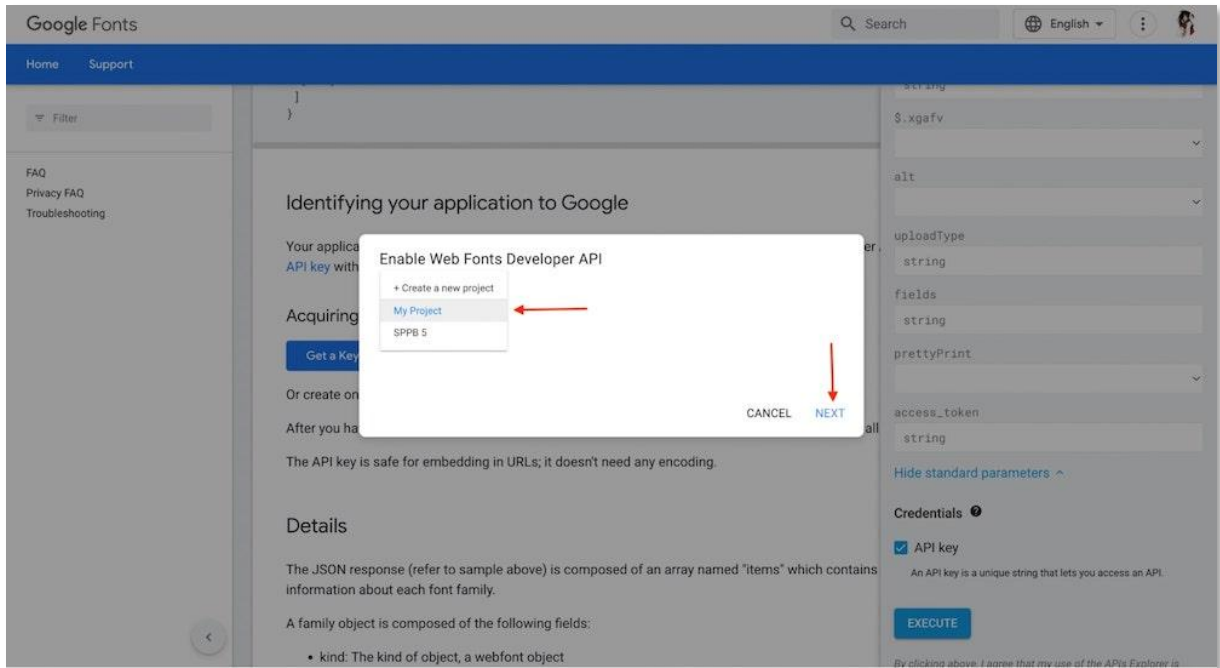 Google Fonts
Search
English
Home Support
Filter
FAQ
Privacy FAQ
Troubleshooting
]
}
Identifying your application to Google
Your applica
API key with
Acquiring
Get a Key
Or create on
After you ha
all
The API key is safe for embedding in URLs; it doesn't need any encoding.
Details
The JSON response (refer to sample above) is composed of an array named "items" which contains
information about each font family.
A family object is composed of the following fields:
• kind: The kind of object, a webfont object
Enable Web Fonts Developer API
+ Create a new project
My Project
SPPB 5
CANCEL NEXT
string
$.xgafv
alt
uploadType
string
fields
string
prettyPrint
access_token
string
Hide standard parameters
Credentials
API key
An API key is a unique string that lets you access an API.
EXECUTE
By clicking above, I agree that my use of the APIs Explorer is